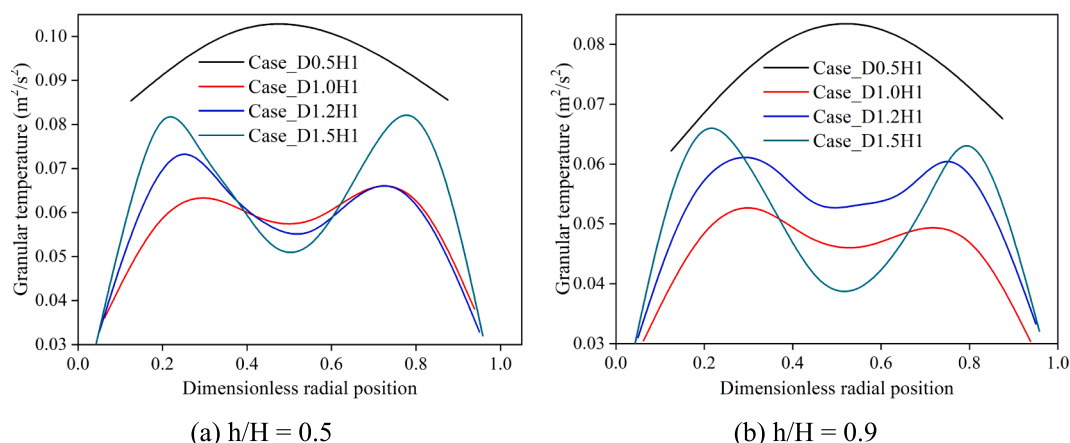 0.10
0.09
0.08
0.07
0.06
0.05
0.04
0.03
Granular temperature (m²/s²)
Case_D0.5H1
Case_D1.0H1
Case_D1.2H1
Case_D1.5H1
0.0 0.2 0.4 0.6 0.8 1.0
Dimensionless radial position
(a) h/H = 0.5
0.08
0.07
0.06
0.05
0.04
0.03
Granular temperature (m²/s²)
Case_D0.5H1
Case_D1.0H1
Case_D1.2H1
Case_D1.5H1
0.0 0.2 0.4 0.6 0.8 1.0
Dimensionless radial position
(b) h/H = 0.9